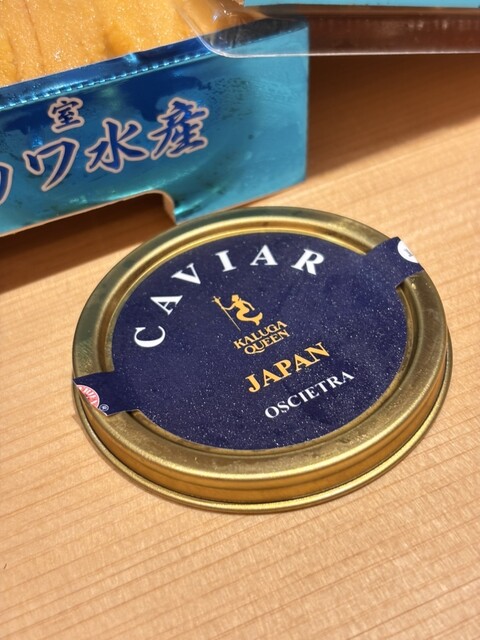 室
ワ水産
CAVIAR
KALUGA
QUEEN
JAPAN
OSCIETRA